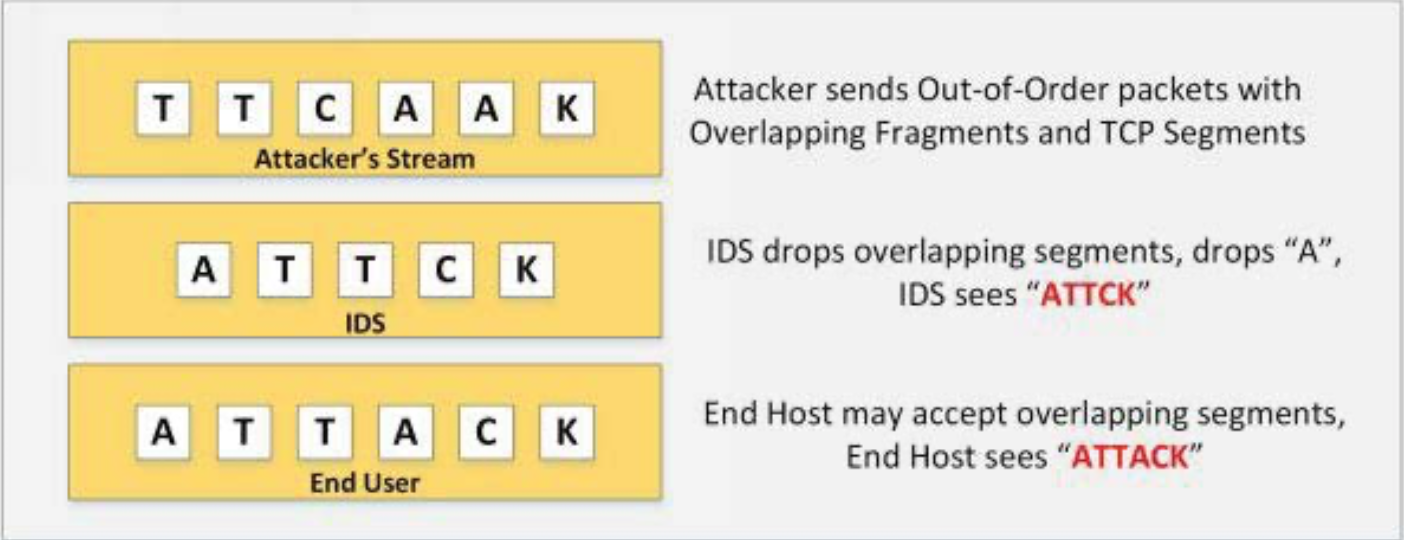 T T C A A K
Attacker's Stream
Attacker sends Out-of-Order packets with
Overlapping Fragments and TCP Segments
A T T C K
IDS
IDS drops overlapping segments, drops “A”,
IDS sees “ATTCK”
A T T A C K
End User
End Host may accept overlapping segments,
End Host sees “ATTACK”